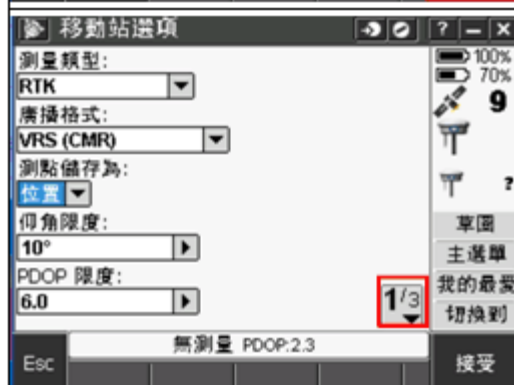 移動站選項
? – X
測量類型:
RTK
廣播格式:
VRS (CMR)
測點儲存為:
位置
仰角限度:
10°
PDOP 限度:
6.0
1/3
100%
70%
9
?
草圖
主選單
我的最愛
切換到
無測量 PDOP:2.3
Esc
接受